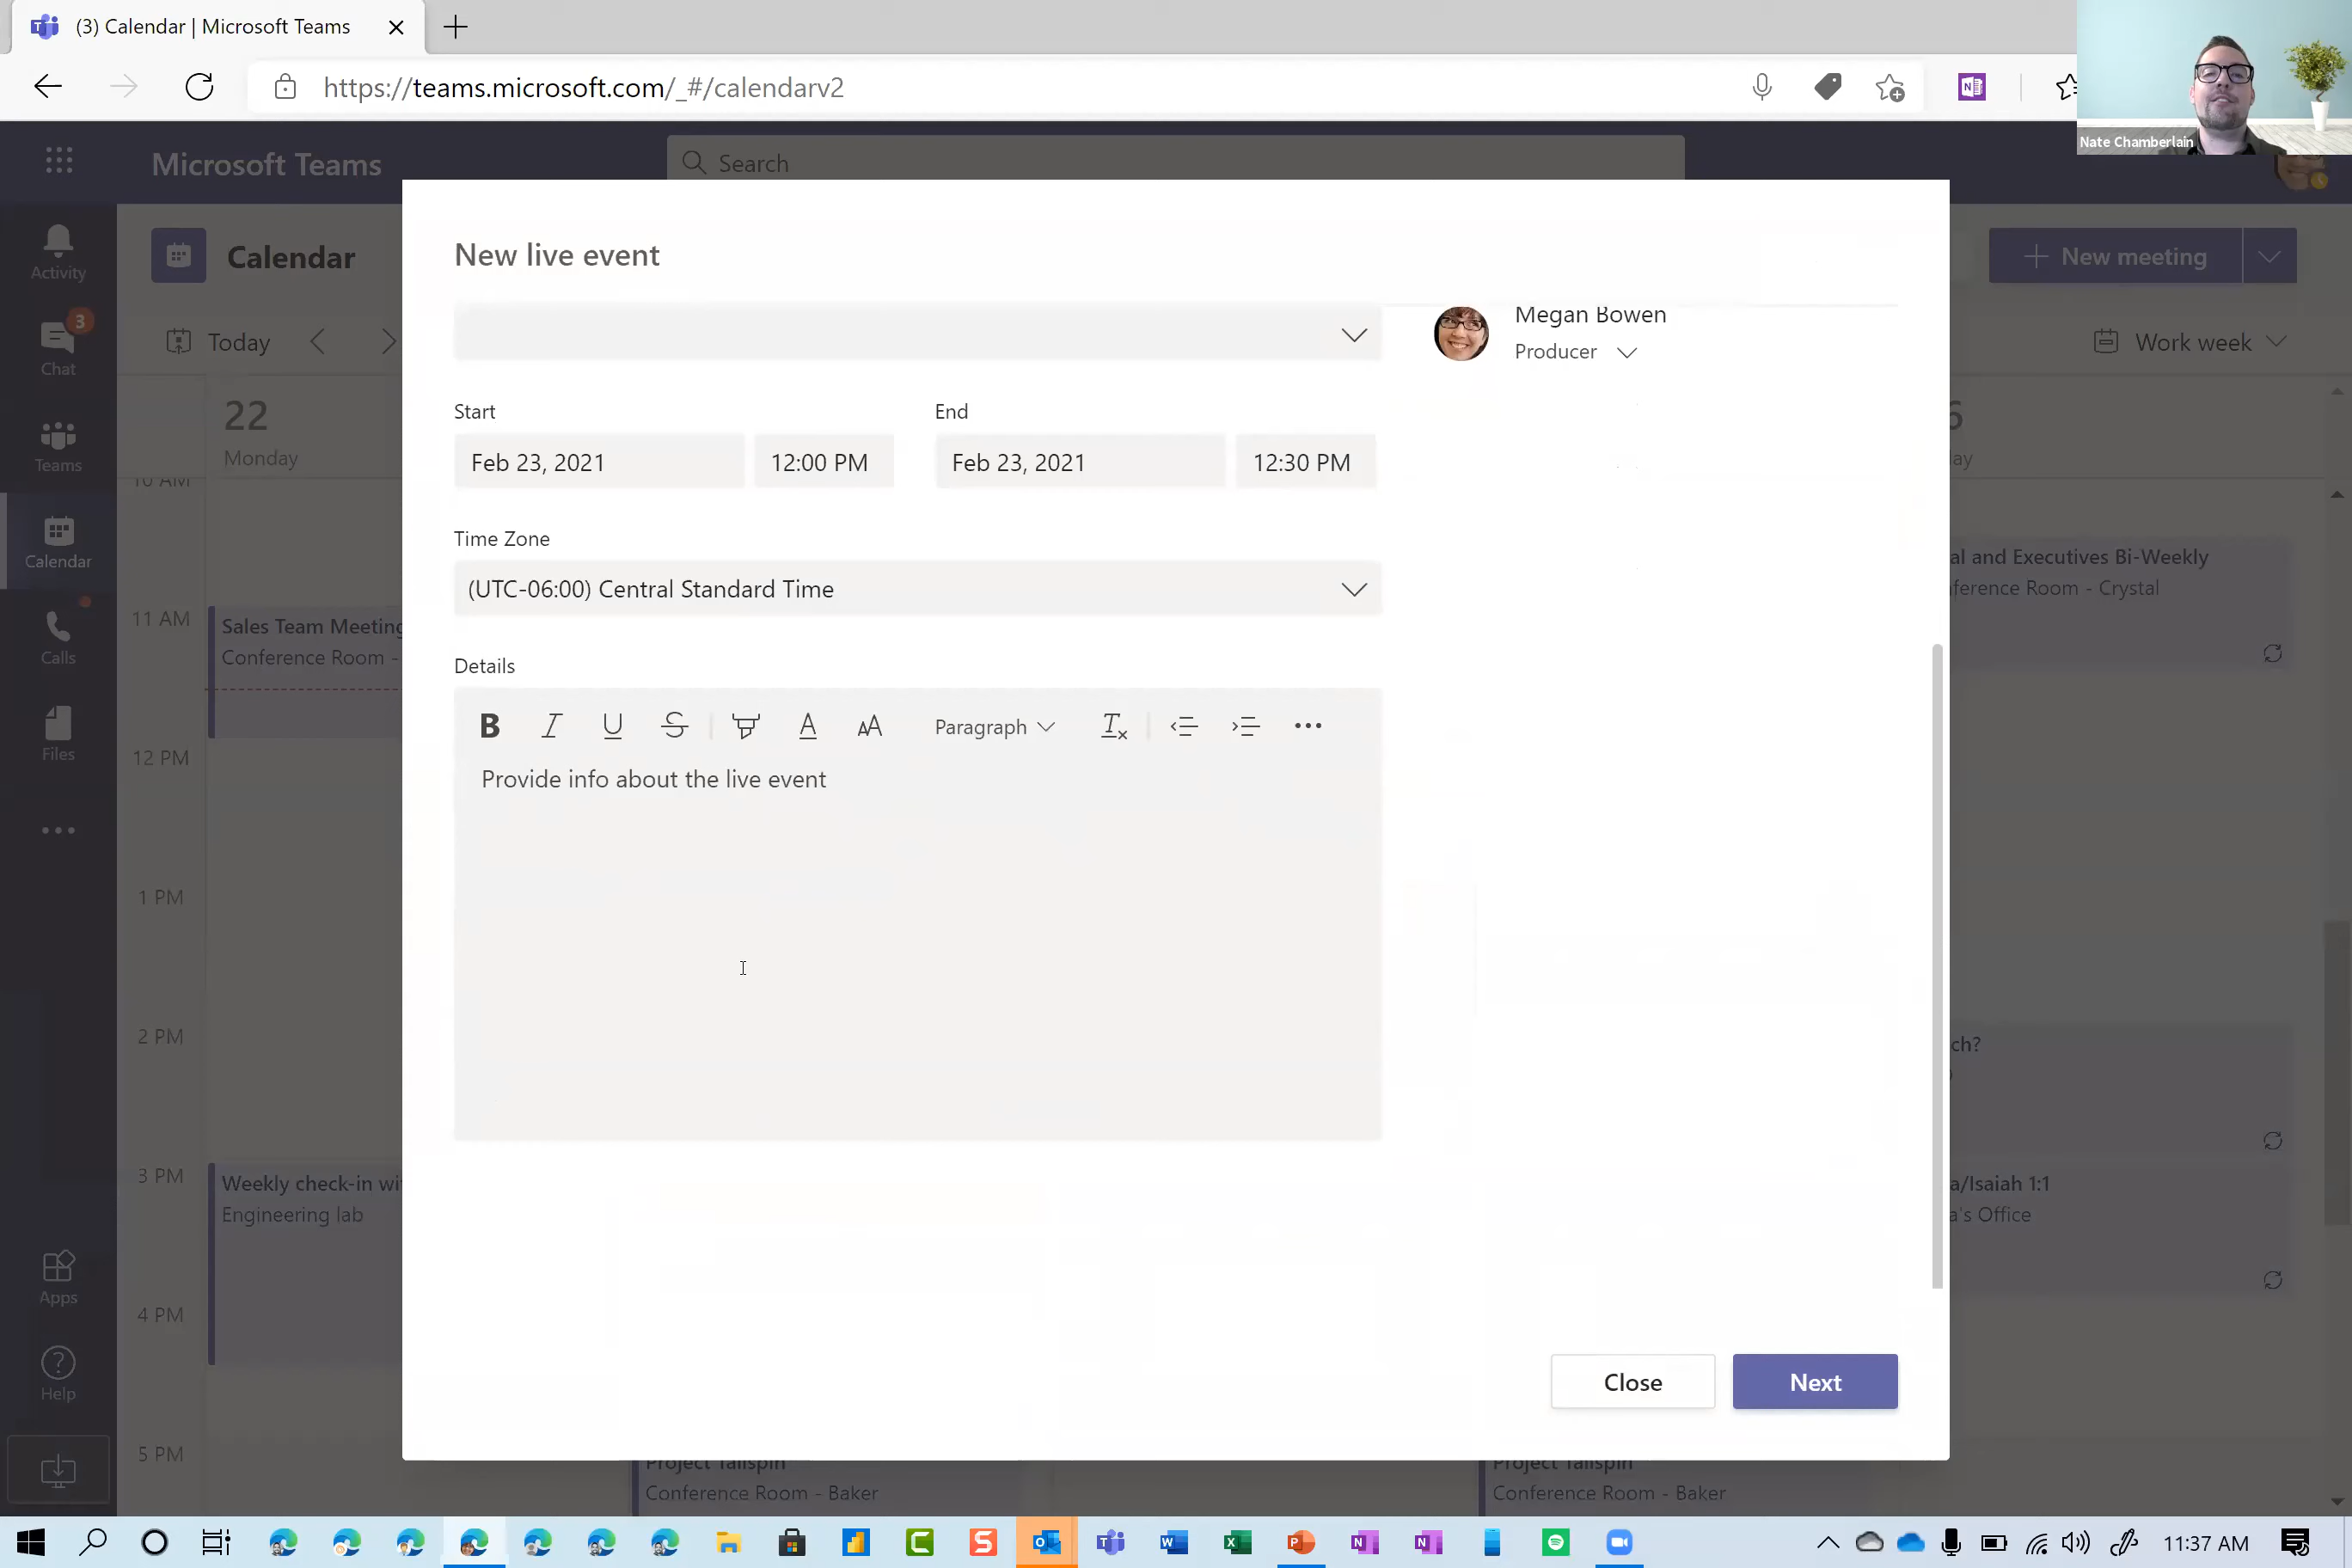 (3) Calendar | Microsoft Teams
https://teams.microsoft.com/_#/calendarv2
Nate Chamberlain
Microsoft Teams
Search
Activity
Chat
3
Teams
Calendar
Calls
Files
Apps
Help
Calendar
New meeting
Today
Work week
22
Monday
10 AM
11 AM
12 PM
1 PM
2 PM
3 PM
4 PM
5 PM
Sales Team Meeting
Conference Room -
Weekly check-in wi
Engineering lab
New live event
Megan Bowen
Producer
Start
End
Feb 23, 2021
12:00 PM
Feb 23, 2021
12:30 PM
Time Zone
(UTC-06:00) Central Standard Time
Details
B I U S A AA Paragraph
Provide info about the live event
Close
Next
6
ay
al and Executives Bi-Weekly
ference Room - Crystal
ch?
a/Isaiah 1:1
a's Office
Project Tailspin
Conference Room - Baker
Project Tailspin
Conference Room - Baker
11:37 AM